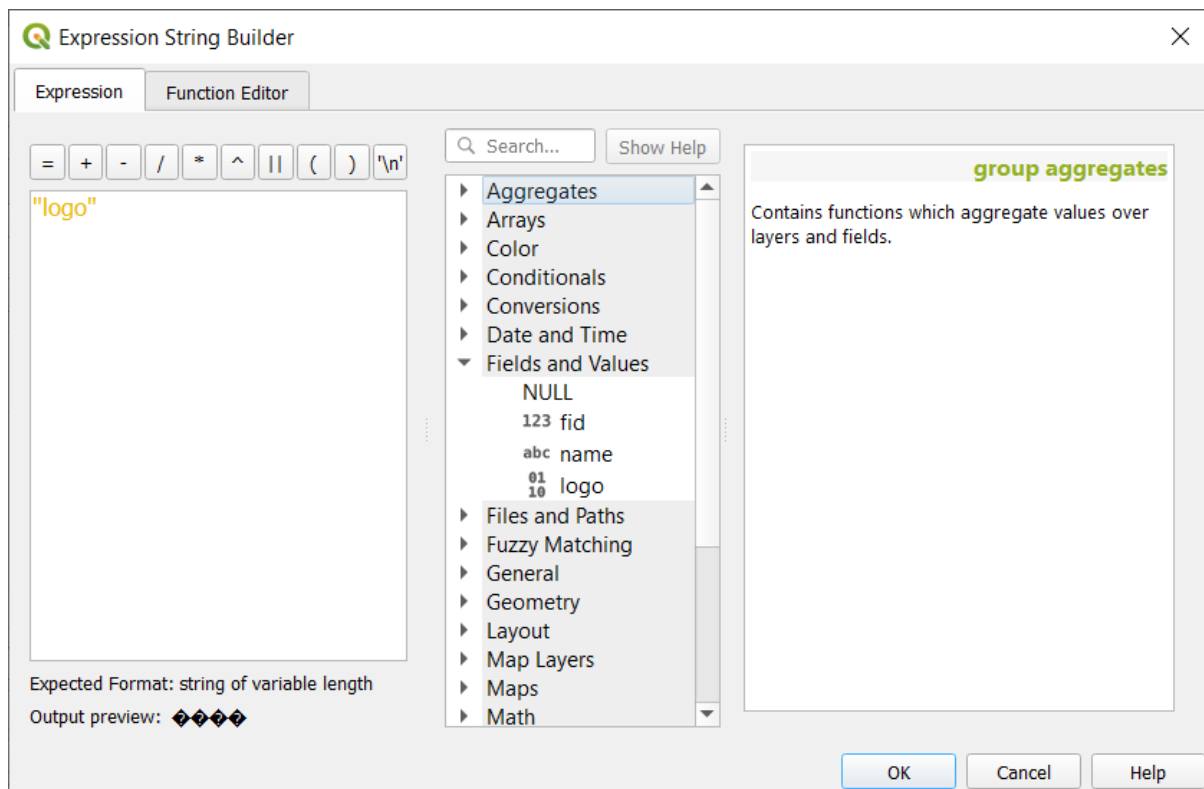 Expression String Builder
Expression
Function Editor
= + - / * ^ || ( ) '\n'
"logo"
Expected Format: string of variable length
Output preview: ����
Search...
Show Help
Aggregates
Arrays
Color
Conditionals
Conversions
Date and Time
Fields and Values
NULL
123 fid
abc name
01
10 logo
Files and Paths
Fuzzy Matching
General
Geometry
Layout
Map Layers
Maps
Math
group aggregates
Contains functions which aggregate values over
layers and fields.
OK
Cancel
Help